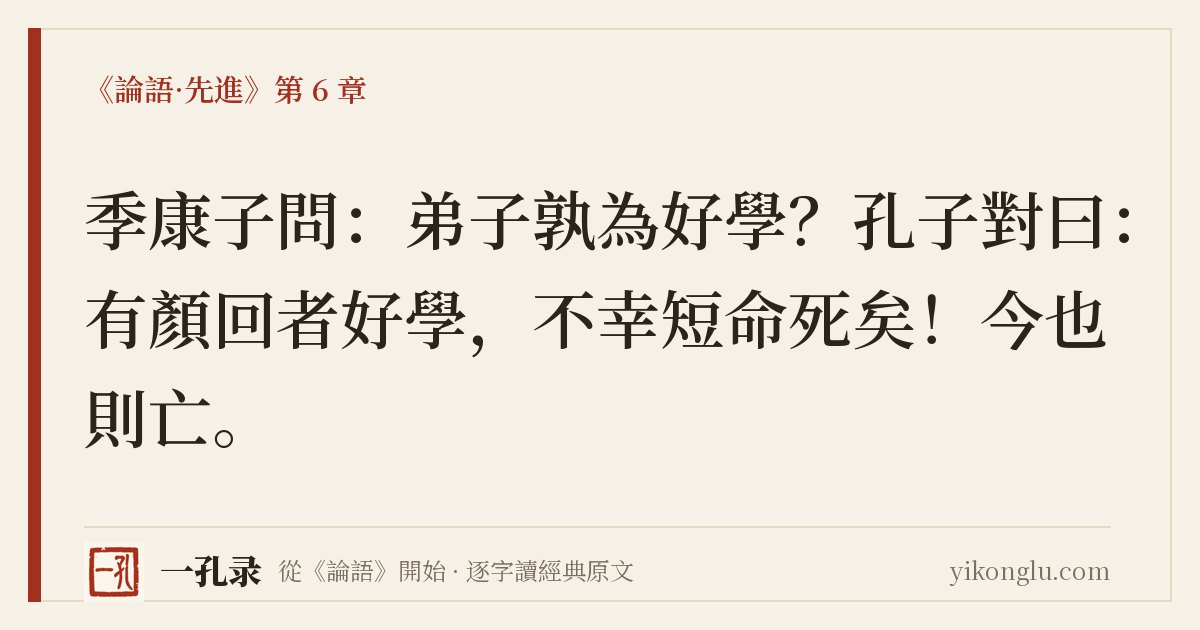 《論語·先進》第 6 章
季康子問：弟子孰為好學？孔子對曰：
有顏回者好學，不幸短命死矣！今也
則亡。
一孔
一孔录 從《論語》開始 · 逐字讀經典原文 yikonglu.com